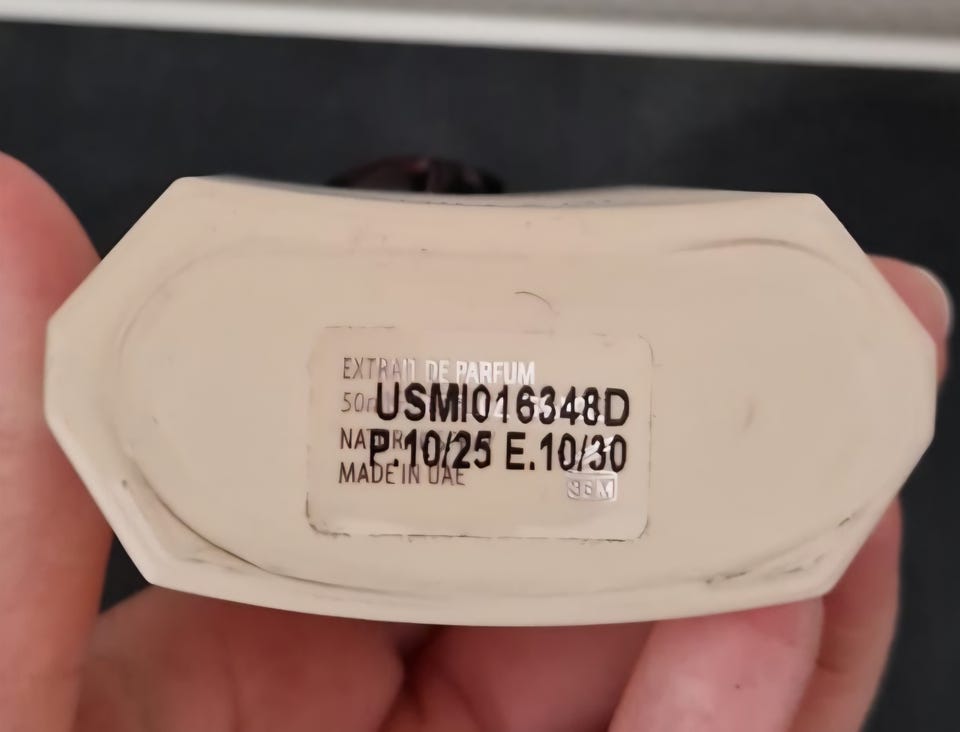 EXTRAIT DE PARFUM
USMI016348D
P.10/25 E.10/30
MADE IN UAE
36M